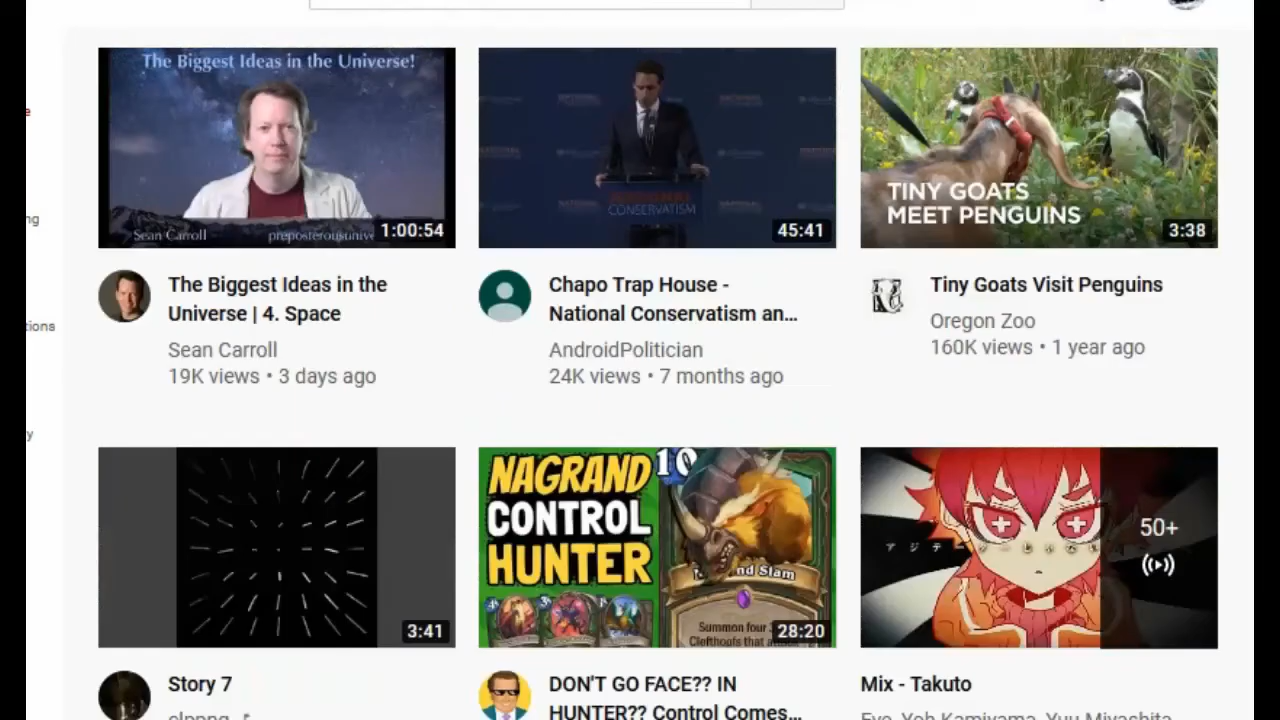 The Biggest Ideas in the Universe!
Sean Carroll
preposterousunive
1:00:54
CONSERVATISM
45:41
TINY GOATS
MEET PENGUINS
3:38
The Biggest Ideas in the
Universe | 4. Space
Sean Carroll
19K views • 3 days ago
Chapo Trap House -
National Conservatism an...
AndroidPolitician
24K views • 7 months ago
Tiny Goats Visit Penguins
Oregon Zoo
160K views • 1 year ago
ng
tions
y
3:41
NAGRAND
CONTROL
HUNTER
10
nd Slam
Summon four
Clefthoofs that
28:20
50+
Story 7
DON'T GO FACE?? IN
HUNTER?? Control Comes...
Mix - Takuto
Eve, Yoh Kamiyama, Yuu Miyashita,